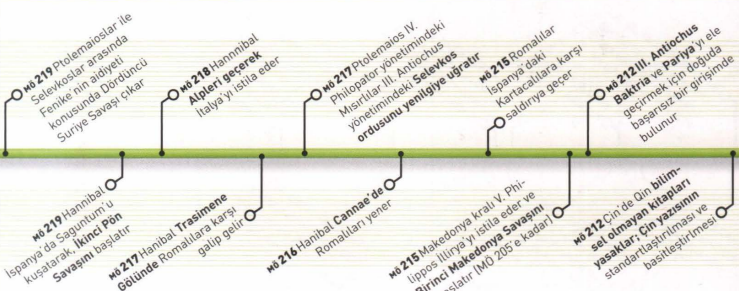 MÖ 219 Ptolemaioslar ile
Selevkoslar arasında
Fenike'nin aidiyeti
konusunda Dördüncü
Suriye Savaşı çıkar
MÖ 219 Hannibal
İspanya'da Saguntum'u
kuşatarak, İkinci Pön
Savaşını başlatır
MÖ 218 Hannnibal
Alpleri geçerek
İtalya'yı istila eder
MÖ 217 Hanibal Trasimene
Gölünde Romalılara karşı
galip gelir
MÖ 217 Ptolemaios IV.
Philopator yönetimindeki
Mısırlılar III. Antiochus
yönetimindeki Selevkos
ordusunu yenilgiye uğratır
MÖ 216 Hanibal Cannae'de
Romalıları yener
MÖ 215 Romalılar
İspanya'daki
Kartacalılara karşı
saldırıya geçer
MÖ 215 Makedonya kralı V. Phi-
lippos İllirya'yı istila eder ve
Birinci Makedonya Savaşını
başlatır (MÖ 205'e kadar)
MÖ 212 III. Antiochus
Baktria ve Pariya'yı ele
geçirmek için doğuda
başarısız bir girişimde
bulunur
MÖ 212 Çin'de Qin bilim-
sel olmayan kitapları
yasaklar; Çin yazısının
standartlaştırılması ve
basitleştirilmesi